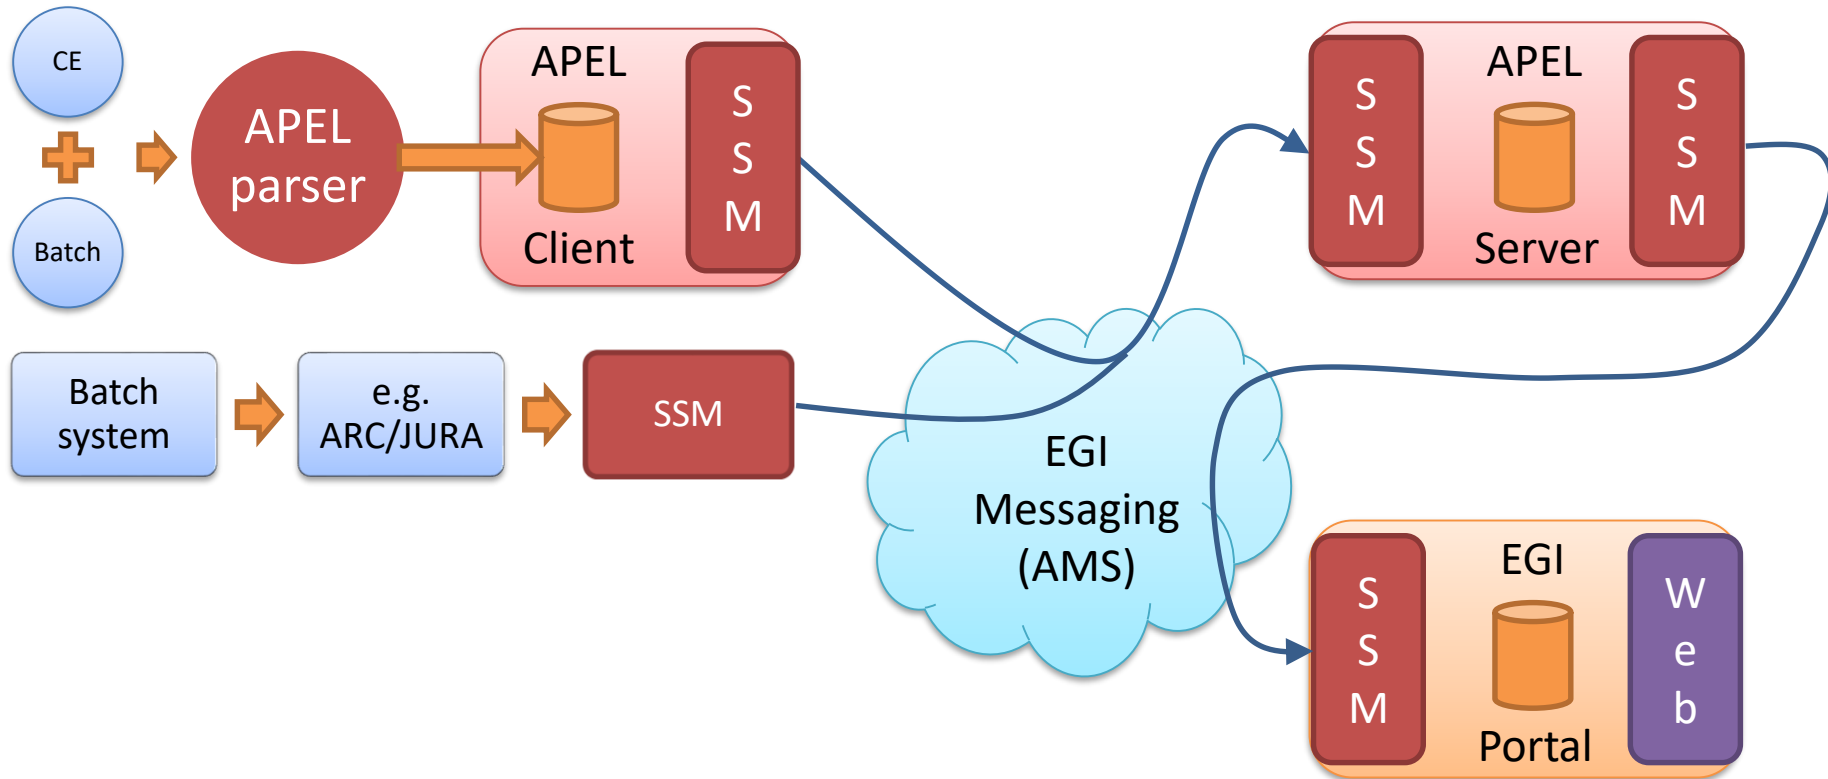 CE
Batch
APEL
parser
APEL
Client
S
S
M
APEL
Server
S
S
M
S
S
M
Batch
system
e.g.
ARC/JURA
SSM
EGI
Messaging
(AMS)
S
S
M
EGI
Portal
W
e
b